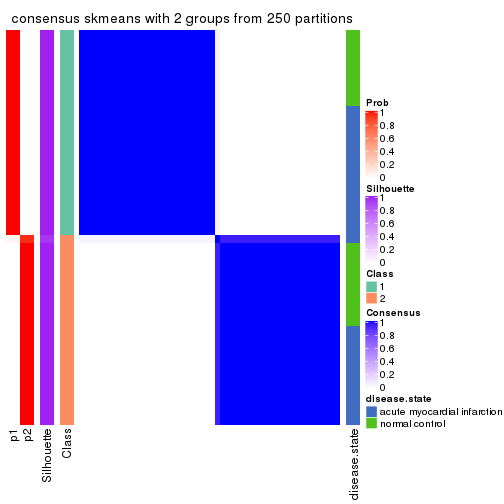 consensus skmeans with 2 groups from 250 partitions
Prob
1
0.8
0.6
0.4
0.2
0
Silhouette
1
0.8
0.6
0.4
0.2
0
Class
1
2
Consensus
1
0.8
0.6
0.4
0.2
0
disease.state
acute myocardial infarction
normal control
p1
p2
Silhouette
Class
disease.state